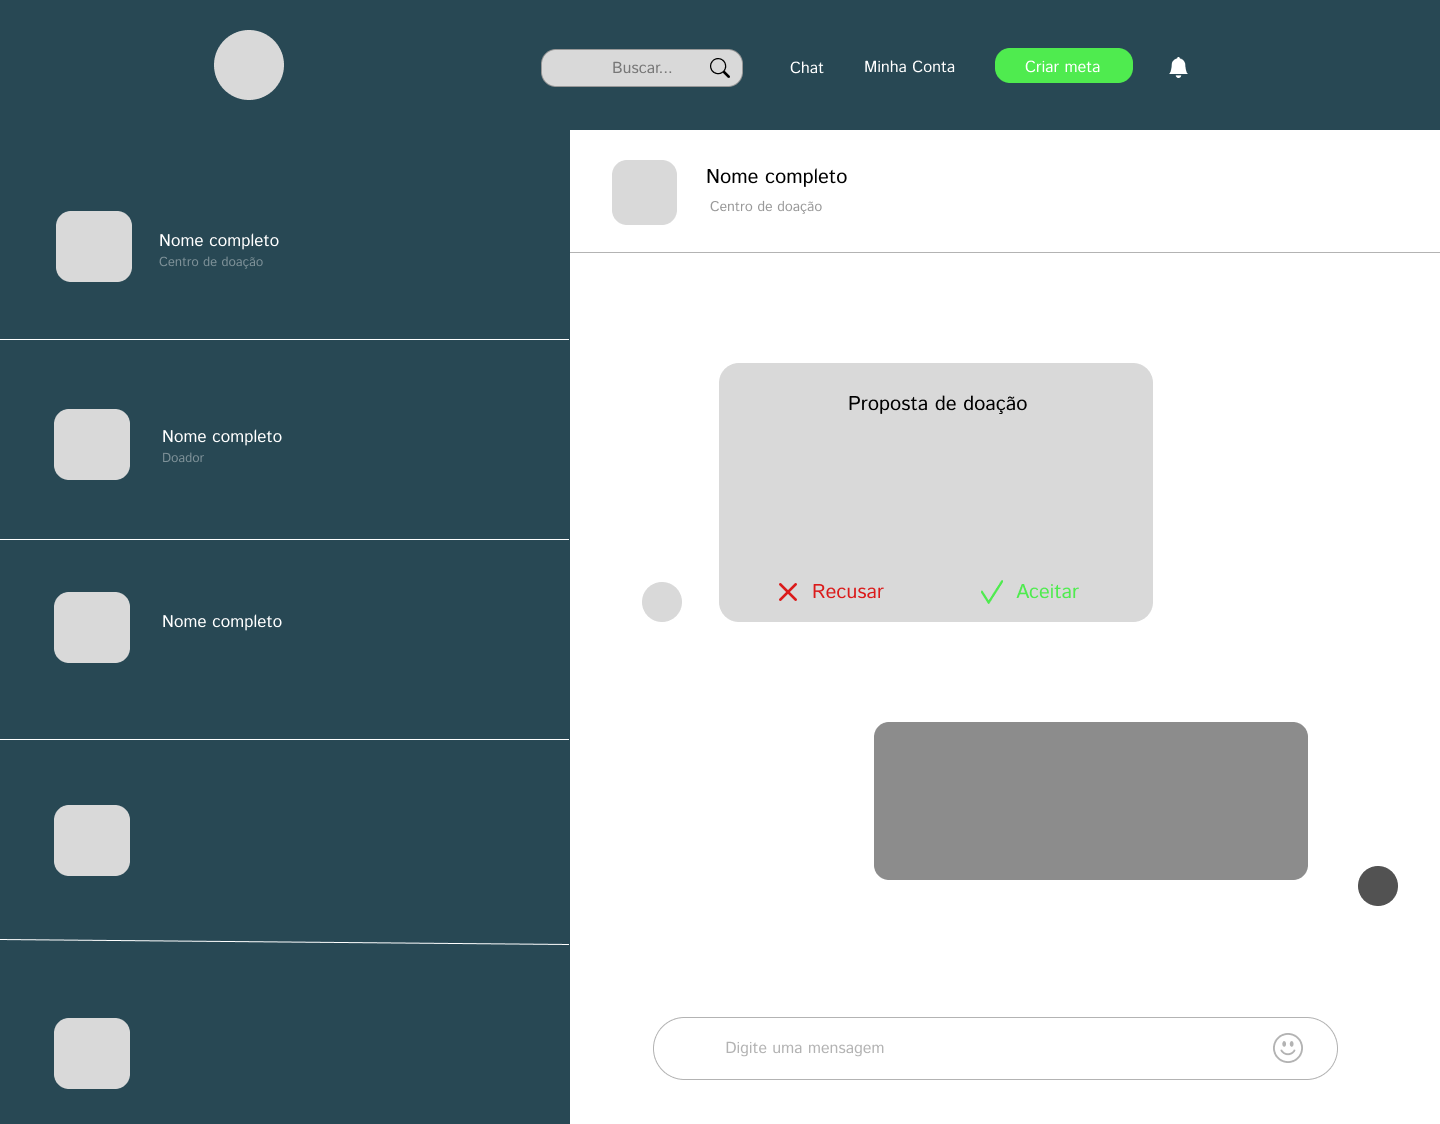 Buscar...
Chat
Minha Conta
Criar meta
Nome completo
Centro de doação
Nome completo
Doador
Nome completo
Nome completo
Centro de doação
Proposta de doação
Recusar
Aceitar
Digite uma mensagem